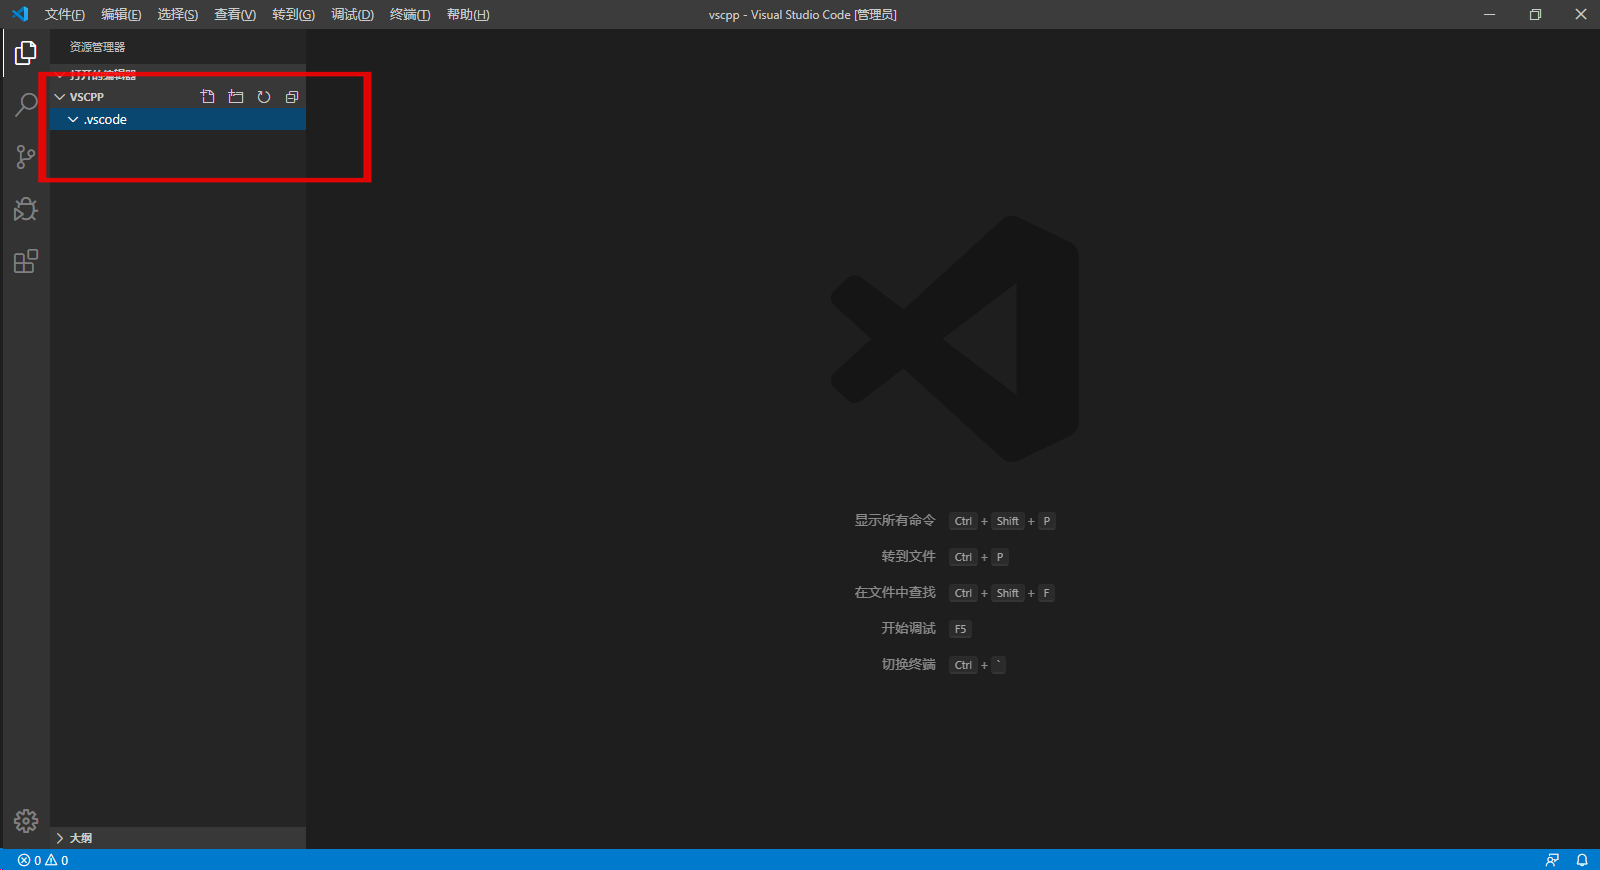 文件(F) 编辑(E) 选择(S) 查看(V) 转到(G) 调试(D) 终端(T) 帮助(H)
vscpp - Visual Studio Code [管理员]
资源管理器
打开的编辑器
VSCPP
.vscode
显示所有命令 Ctrl + Shift + P
转到文件 Ctrl + P
在文件中查找 Ctrl + Shift + F
开始调试 F5
切换终端 Ctrl + `
大纲
0 0